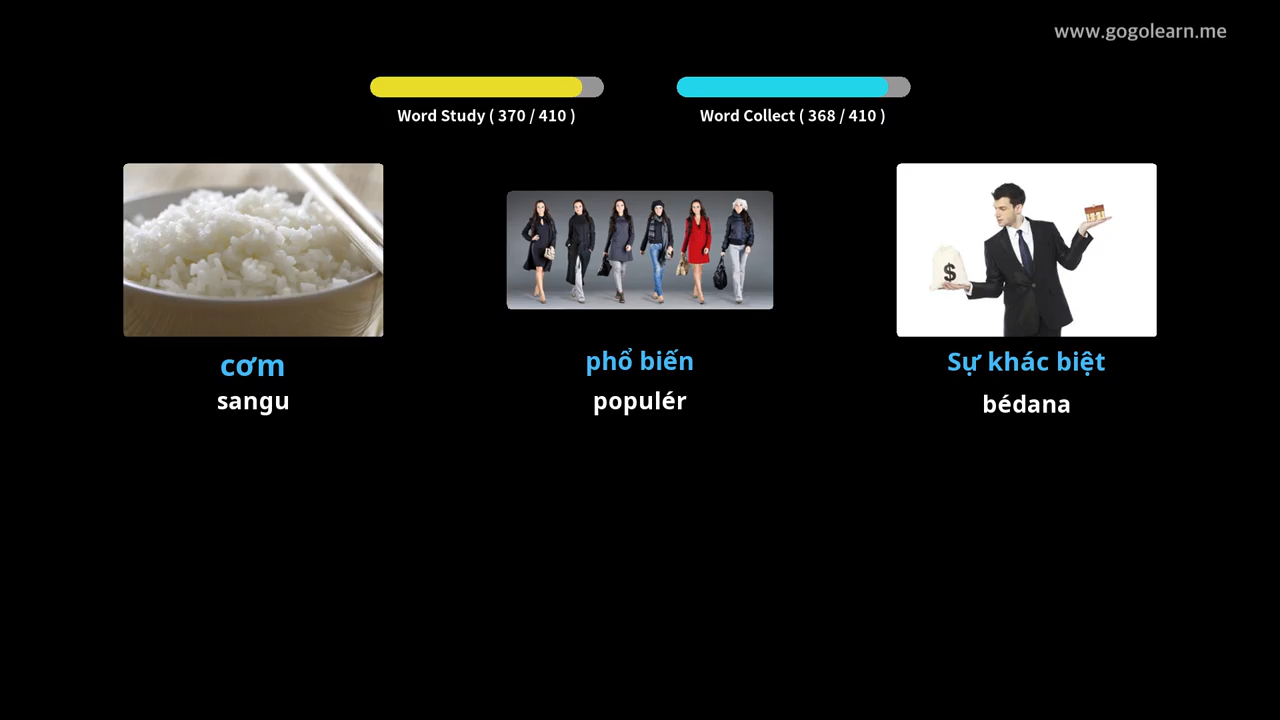 www.gogolearn.me
Word Study ( 370 / 410 )
Word Collect ( 368 / 410 )
$
cơm
sangu
phổ biến
populér
Sự khác biệt
bédana